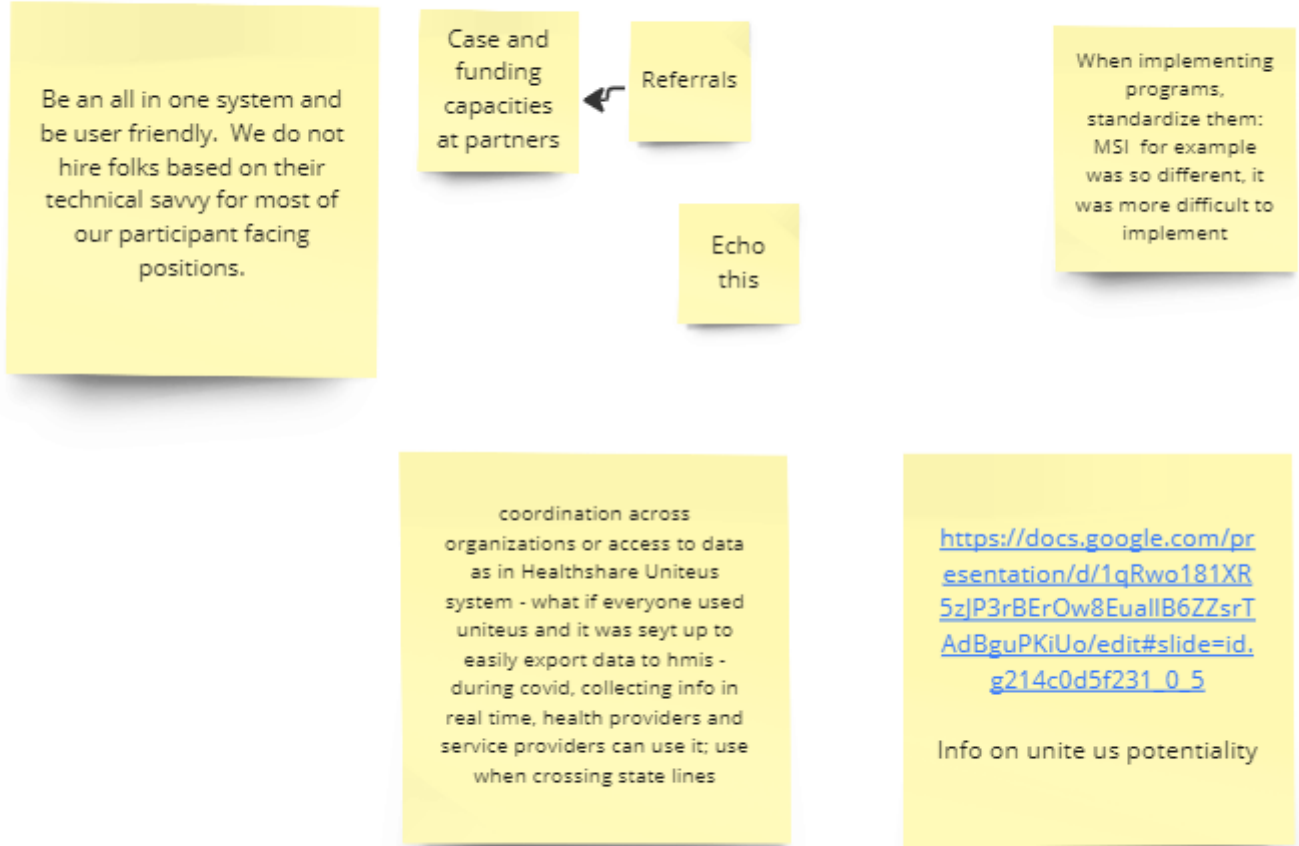 Be an all in one system and
be user friendly.  We do not
hire folks based on their
technical savvy for most of
our participant facing
positions.
Case and
funding
capacities
at partners
Referrals
Echo
this
When implementing
programs,
standardize them:
MSI  for example
was so different, it
was more difficult to
implement
coordination across
organizations or access to data
as in Healthshare Uniteus
system - what if everyone used
uniteus and it was seyt up to
easily export data to hmis -
during covid, collecting info in
real time, health providers and
service providers can use it; use
when crossing state lines
https://docs.google.com/pr
esentation/d/1qRwo181XR
5zJP3rBErOw8EuaIIB6ZZsrT
AdBguPKiUo/edit#slide=id.
g214c0d5f231_0_5
Info on unite us potentiality